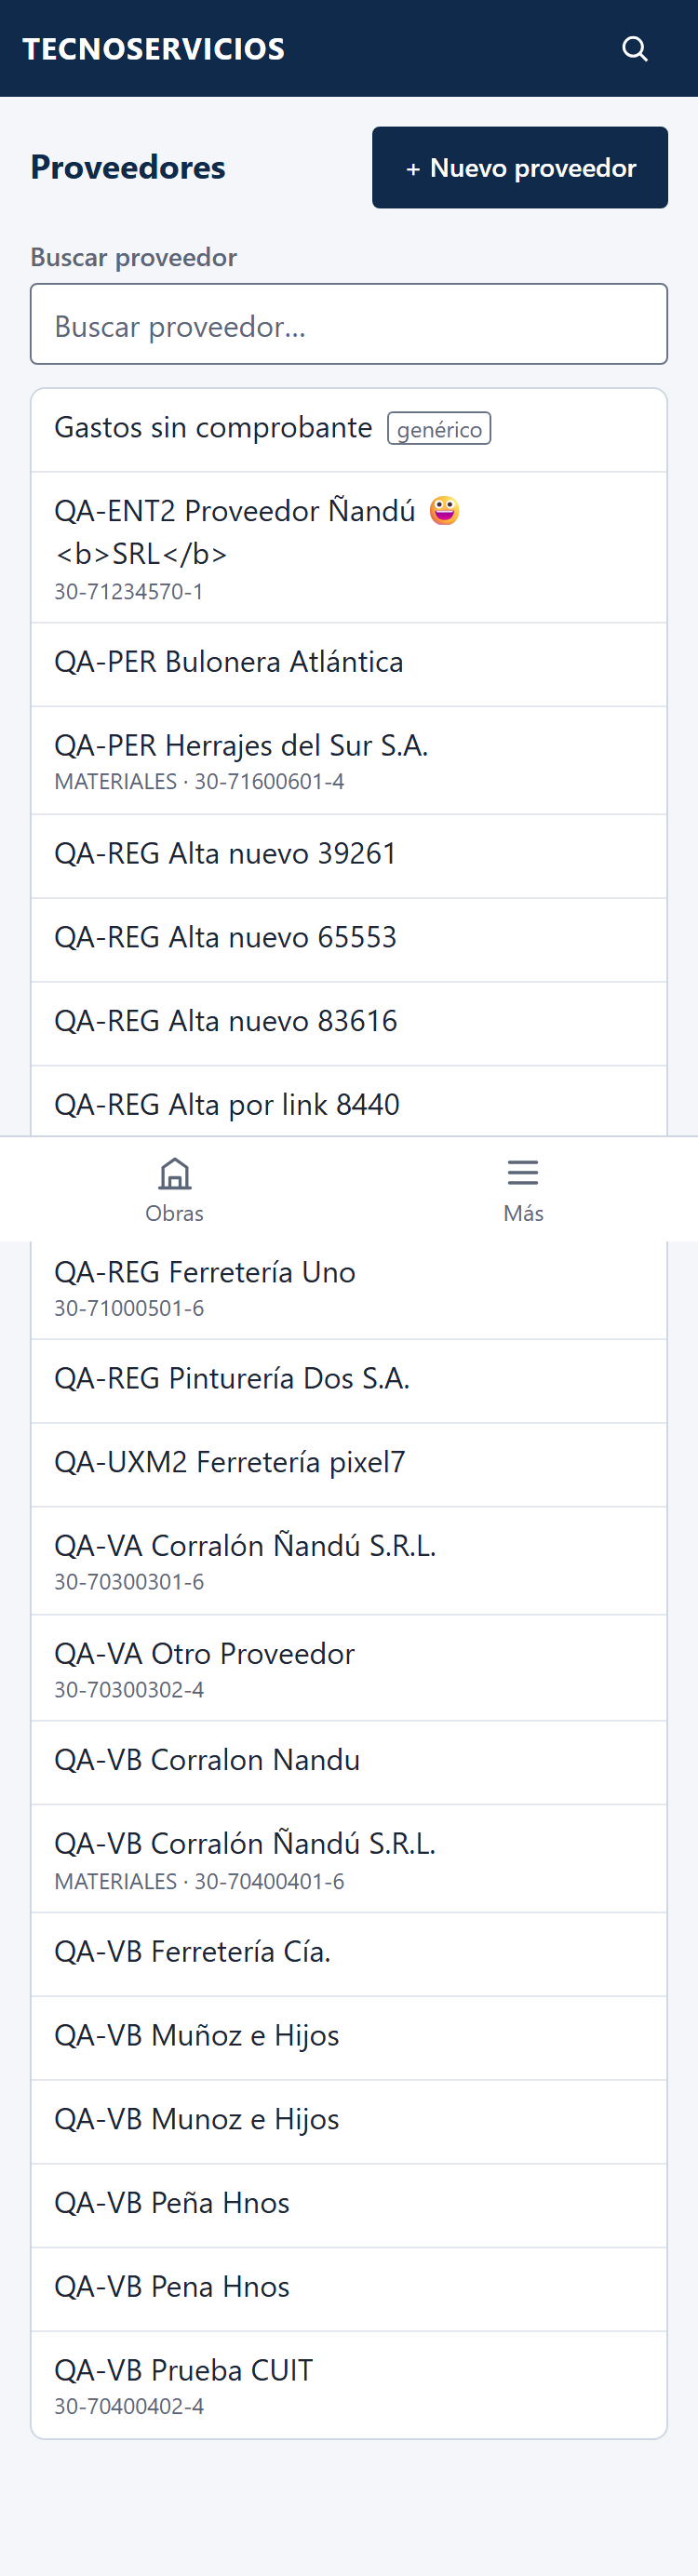 TECNOSERVICIOS
Proveedores
+ Nuevo proveedor
Buscar proveedor
Buscar proveedor...
Gastos sin comprobante genérico
QA-ENT2 Proveedor Ñandú 😀
<b>SRL</b>
30-71234570-1
QA-PER Bulonera Atlántica
QA-PER Herrajes del Sur S.A.
MATERIALES · 30-71600601-4
QA-REG Alta nuevo 39261
QA-REG Alta nuevo 65553
QA-REG Alta nuevo 83616
QA-REG Alta por link 8440
Obras
Más
QA-REG Ferretería Uno
30-71000501-6
QA-REG Pinturería Dos S.A.
QA-UXM2 Ferretería pixel7
QA-VA Corralón Ñandú S.R.L.
30-70300301-6
QA-VA Otro Proveedor
30-70300302-4
QA-VB Corralon Nandu
QA-VB Corralón Ñandú S.R.L.
MATERIALES · 30-70400401-6
QA-VB Ferretería Cía.
QA-VB Muñoz e Hijos
QA-VB Munoz e Hijos
QA-VB Peña Hnos
QA-VB Pena Hnos
QA-VB Prueba CUIT
30-70400402-4